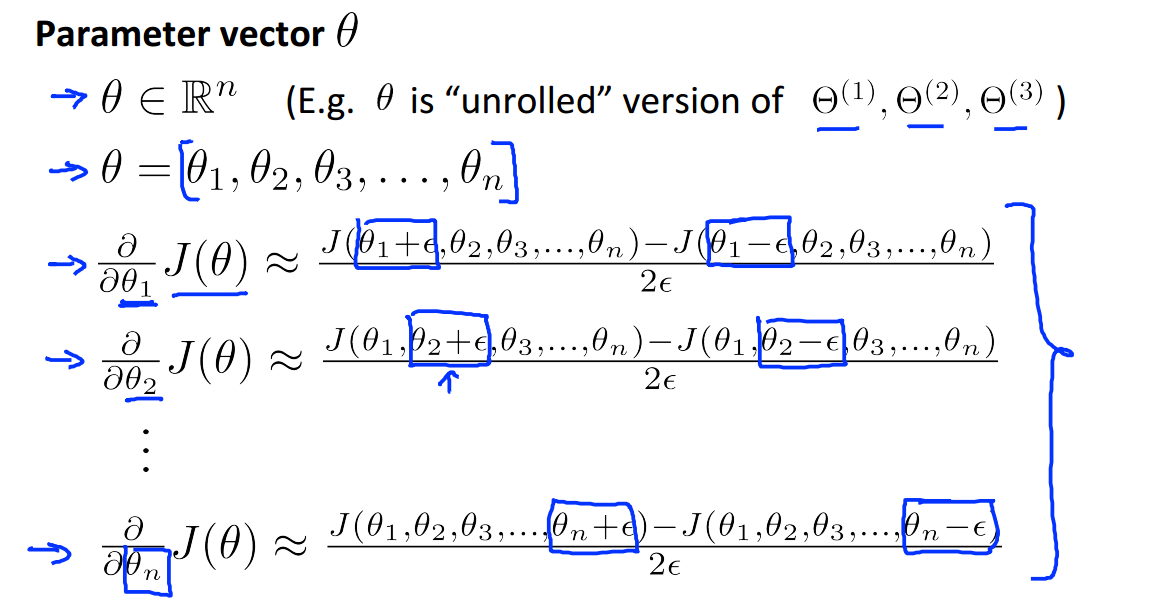 Parameter vector θ
→ θ ∈ ℝⁿ (E.g. θ is “unrolled” version of Θ⁽¹⁾, Θ⁽²⁾, Θ⁽³⁾ )
→ θ = [θ₁, θ₂, θ₃, . . . , θₙ]
→ ∂/∂θ₁ J(θ) ≈ (J(θ₁+ϵ,θ₂,θ₃,...,θₙ)−J(θ₁−ϵ,θ₂,θ₃,...,θₙ))/2ϵ
→ ∂/∂θ₂ J(θ) ≈ (J(θ₁,θ₂+ϵ,θ₃,...,θₙ)−J(θ₁,θ₂−ϵ,θ₃,...,θₙ))/2ϵ
⋮
→ ∂/∂θₙ J(θ) ≈ (J(θ₁,θ₂,θ₃,...,θₙ+ϵ)−J(θ₁,θ₂,θ₃,...,θₙ−ϵ))/2ϵ